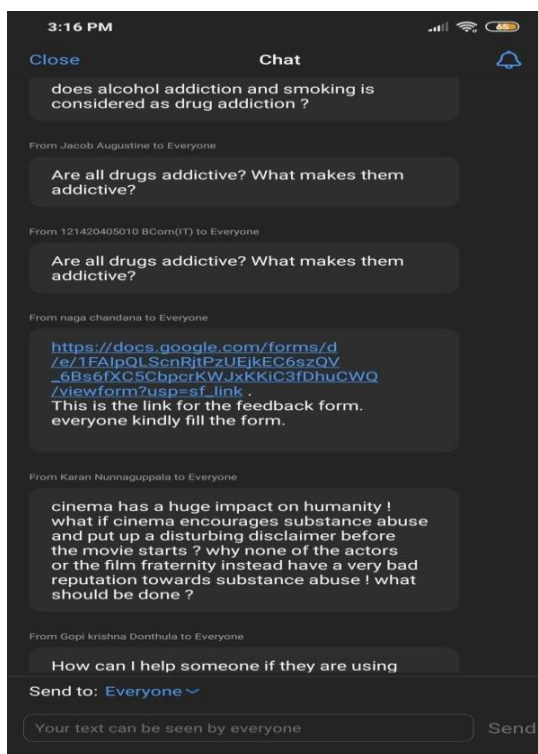 3:16 PM
65
Close
Chat
does alcohol addiction and smoking is
considered as drug addiction ?
From Jacob Augustine to Everyone
Are all drugs addictive? What makes them
addictive?
From 121420405010 BCom(IT) to Everyone
Are all drugs addictive? What makes them
addictive?
From naga chandana to Everyone
https://docs.google.com/forms/d
/e/1FAIpQLScnRjtPzUEjkEC6szQV
_6Bs6fXC5CbpcrKWJxKKiC3fDhuCWQ
/viewform?usp=sf_link .
This is the link for the feedback form.
everyone kindly fill the form.
From Karan Nunnaguppala to Everyone
cinema has a huge impact on humanity !
what if cinema encourages substance abuse
and put up a disturbing disclaimer before
the movie starts ? why none of the actors
or the film fraternity instead have a very bad
reputation towards substance abuse ! what
should be done ?
From Gopi krishna Donthula to Everyone
How can I help someone if they are using
Send to: Everyone
Your text can be seen by everyone
Send